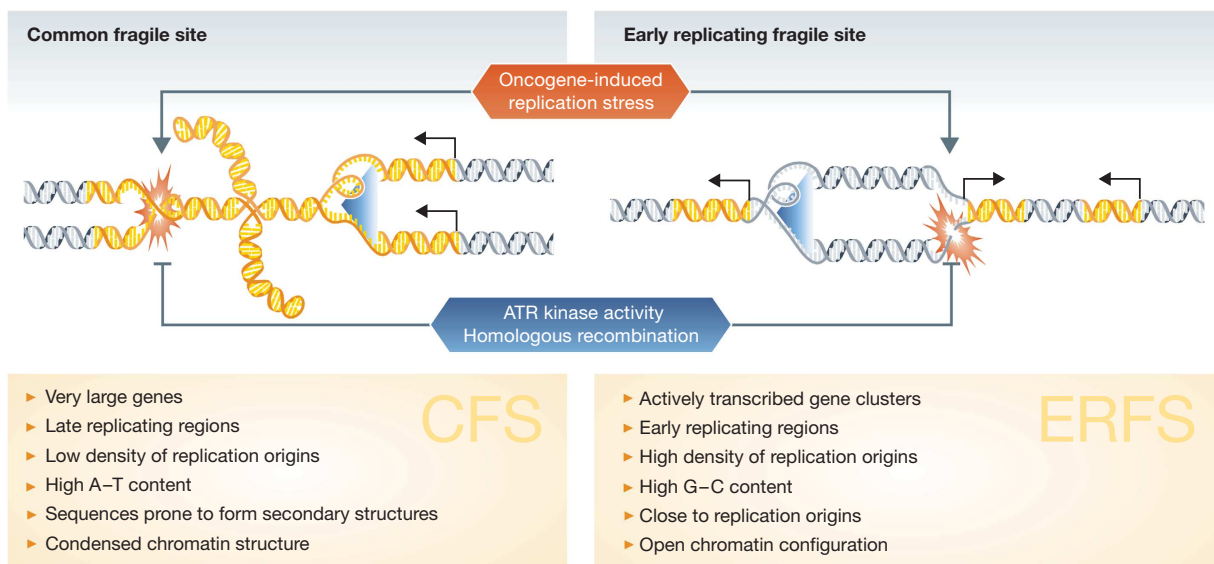 Common fragile site
Early replicating fragile site
Oncogene-induced
replication stress
ATR kinase activity
Homologous recombination
CFS
► Very large genes
► Late replicating regions
► Low density of replication origins
► High A–T content
► Sequences prone to form secondary structures
► Condensed chromatin structure
ERFS
► Actively transcribed gene clusters
► Early replicating regions
► High density of replication origins
► High G–C content
► Close to replication origins
► Open chromatin configuration